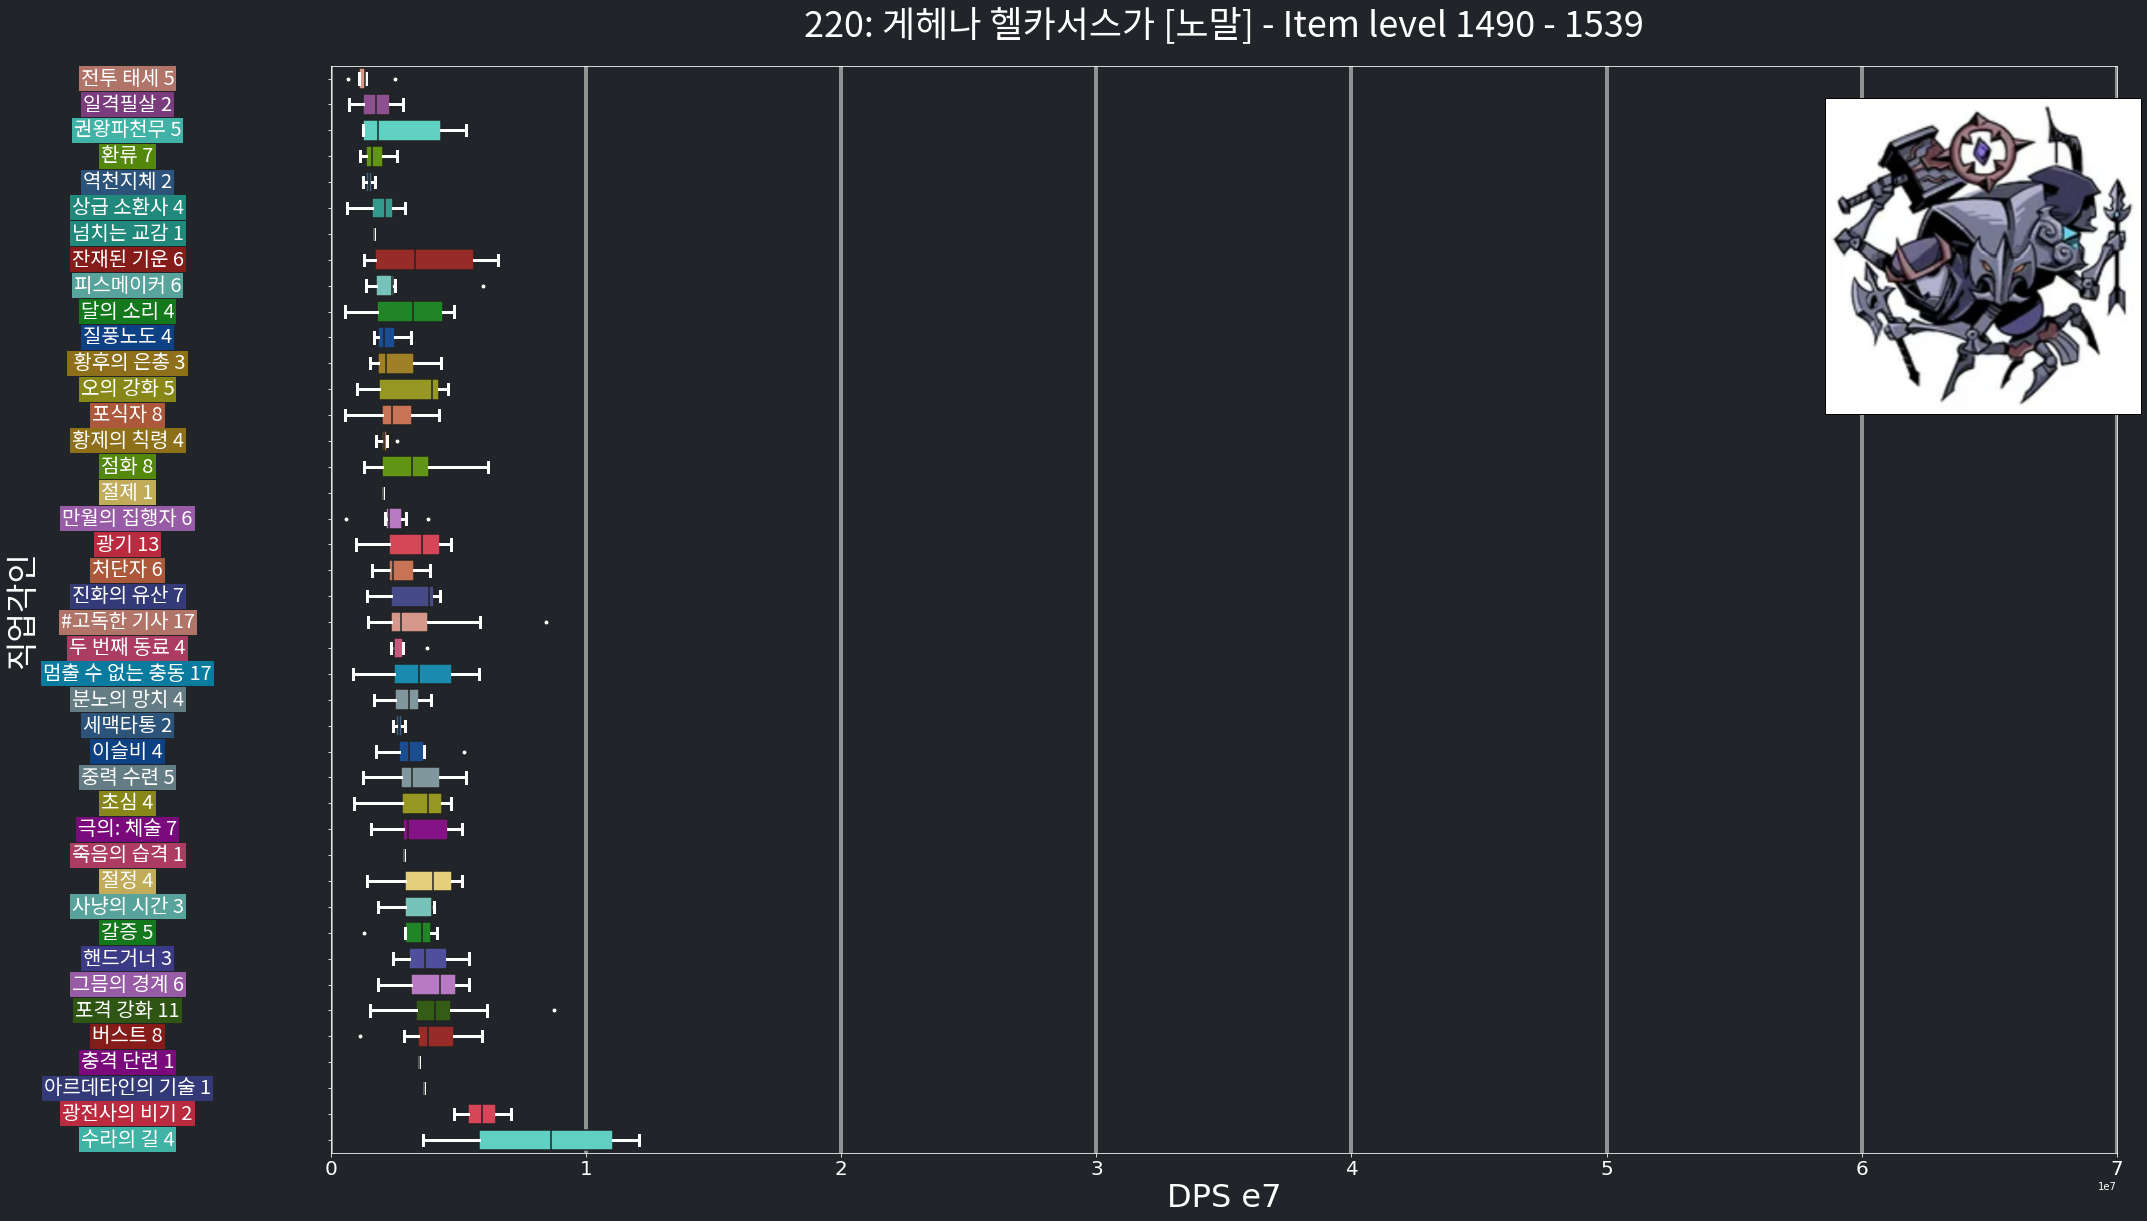 220: 게헤나 헬카서스가 [노말] - Item level 1490 - 1539
전투 태세 5
일격필살 2
권왕파천무 5
환류 7
역천지체 2
상급 소환사 4
넘치는 교감 1
잔재된 기운 6
피스메이커 6
달의 소리 4
질풍노도 4
황후의 은총 3
오의 강화 5
포식자 8
황제의 칙령 4
점화 8
절제 1
만월의 집행자 6
광기 13
처단자 6
진화의 유산 7
#고독한 기사 17
두 번째 동료 4
멈출 수 없는 충동 17
분노의 망치 4
세맥타통 2
이슬비 4
중력 수련 5
초심 4
극의: 체술 7
죽음의 습격 1
절정 4
사냥의 시간 3
갈증 5
핸드거너 3
그믐의 경계 6
포격 강화 11
버스트 8
충격 단련 1
아르데타인의 기술 1
광전사의 비기 2
수라의 길 4
직업각인
0 1 2 3 4 5 6 7
1e7
DPS e7